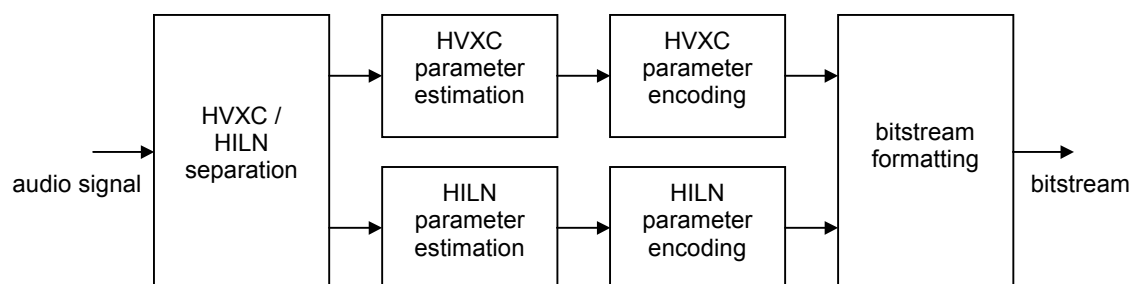 audio signal
HVXC /
HILN
separation
HVXC
parameter
estimation
HVXC
parameter
encoding
HILN
parameter
estimation
HILN
parameter
encoding
bitstream
formatting
bitstream